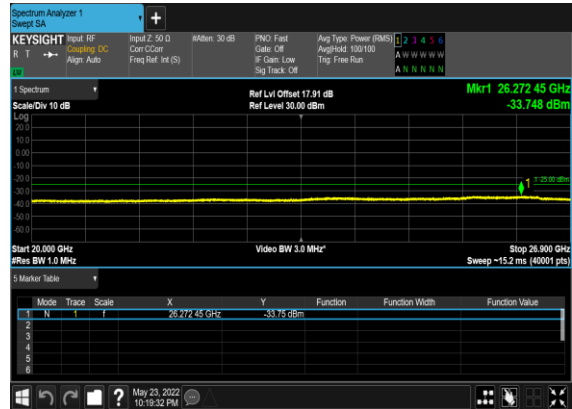 Spectrum Analyzer 1
Swept SA
+
KEYSIGHT Input: RF Input Z: 50 Ω #Atten: 30 dB PNO: Fast Avg Type: Power (RMS) 1 2 3 4 5 6
R T Coupling: DC Corr CCorr Gate: Off Avg|Hold: 100/100 A W W W W W
Align: Auto Freq Ref: Int (S) IF Gain: Low Trig: Free Run
Sig Track: Off A N N N N N
1 Spectrum
Ref Lvl Offset 17.91 dB Mkr1 26.272 45 GHz
Scale/Div 10 dB Ref Level 30.00 dBm -33.748 dBm
Log
20.0
10.0
0.00
-10.0
-20.0
-30.0
-40.0
-50.0
-60.0
1
-25.00 dBm
Start 20.000 GHz Video BW 3.0 MHz* Stop 26.900 GHz
#Res BW 1.0 MHz Sweep ~15.2 ms (40001 pts)
5 Marker Table
Mode Trace Scale X Y Function Function Width Function Value
1 N 1 f 26.272 45 GHz -33.75 dBm
2
3
4
5
6
? May 23, 2022
10:19:32 PM